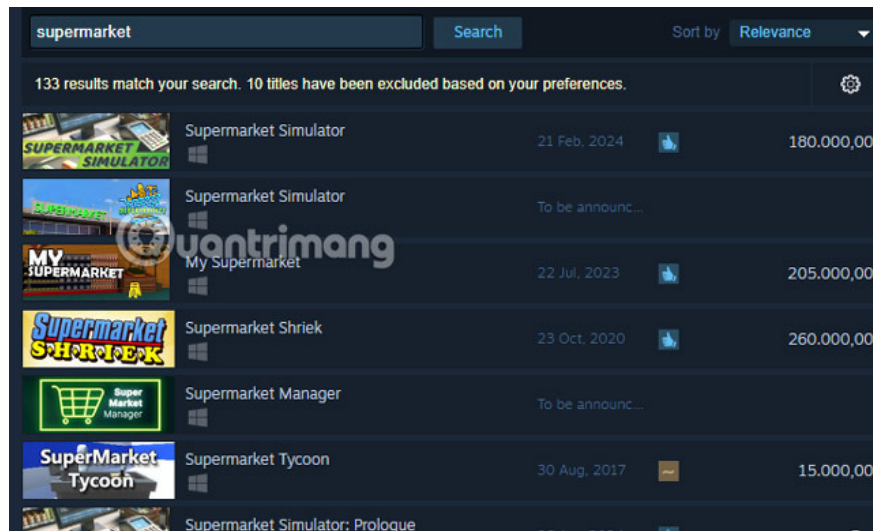 supermarket
Search
Sort by Relevance
133 results match your search. 10 titles have been excluded based on your preferences.
SUPERMARKET
SIMULATOR
Supermarket Simulator
21 Feb, 2024
180.000,00
SUPERMARKET
Supermarket Simulator
To be announc...
Quantrimang
MY
SUPERMARKET
My Supermarket
22 Jul, 2023
205.000,00
Supermarket
SHRIEK
Supermarket Shriek
23 Oct, 2020
260.000,00
Super
Market
Manager
Supermarket Manager
To be announc...
SuperMarket
Tycoon
Supermarket Tycoon
30 Aug, 2017
15.000,00
Supermarket Simulator: Prologue